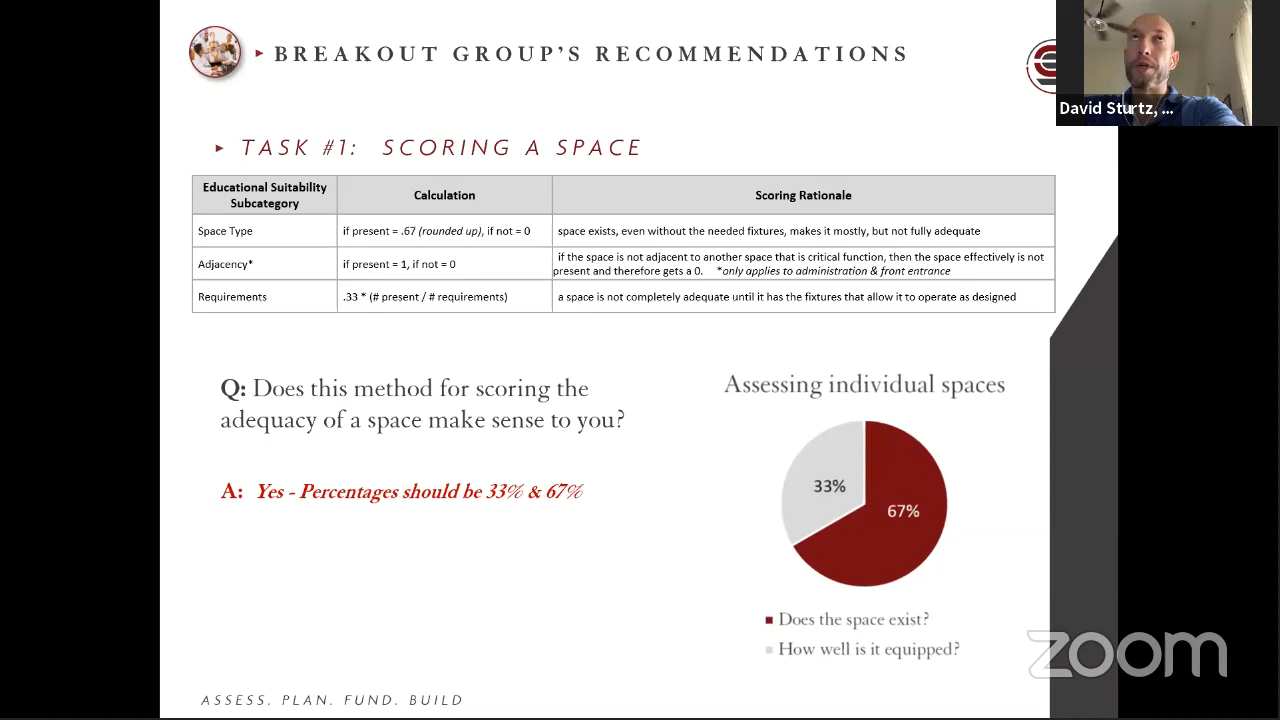 BREAKOUT GROUP'S RECOMMENDATIONS
David Sturtz, ...
TASK #1: SCORING A SPACE
Educational Suitability Subcategory
Calculation
Scoring Rationale
Space Type
if present = .67 (rounded up), if not = 0
space exists, even without the needed fixtures, makes it mostly, but not fully adequate
Adjacency*
if present = 1, if not = 0
if the space is not adjacent to another space that is critical function, then the space effectively is not
present and therefore gets a 0. *only applies to administration & front entrance
Requirements
.33 * (# present / # requirements)
a space is not completely adequate until it has the fixtures that allow it to operate as designed
Q: Does this method for scoring the
adequacy of a space make sense to you?
A: Yes - Percentages should be 33% & 67%
Assessing individual spaces
33%
67%
Does the space exist?
How well is it equipped?
zoom
ASSESS. PLAN. FUND. BUILD